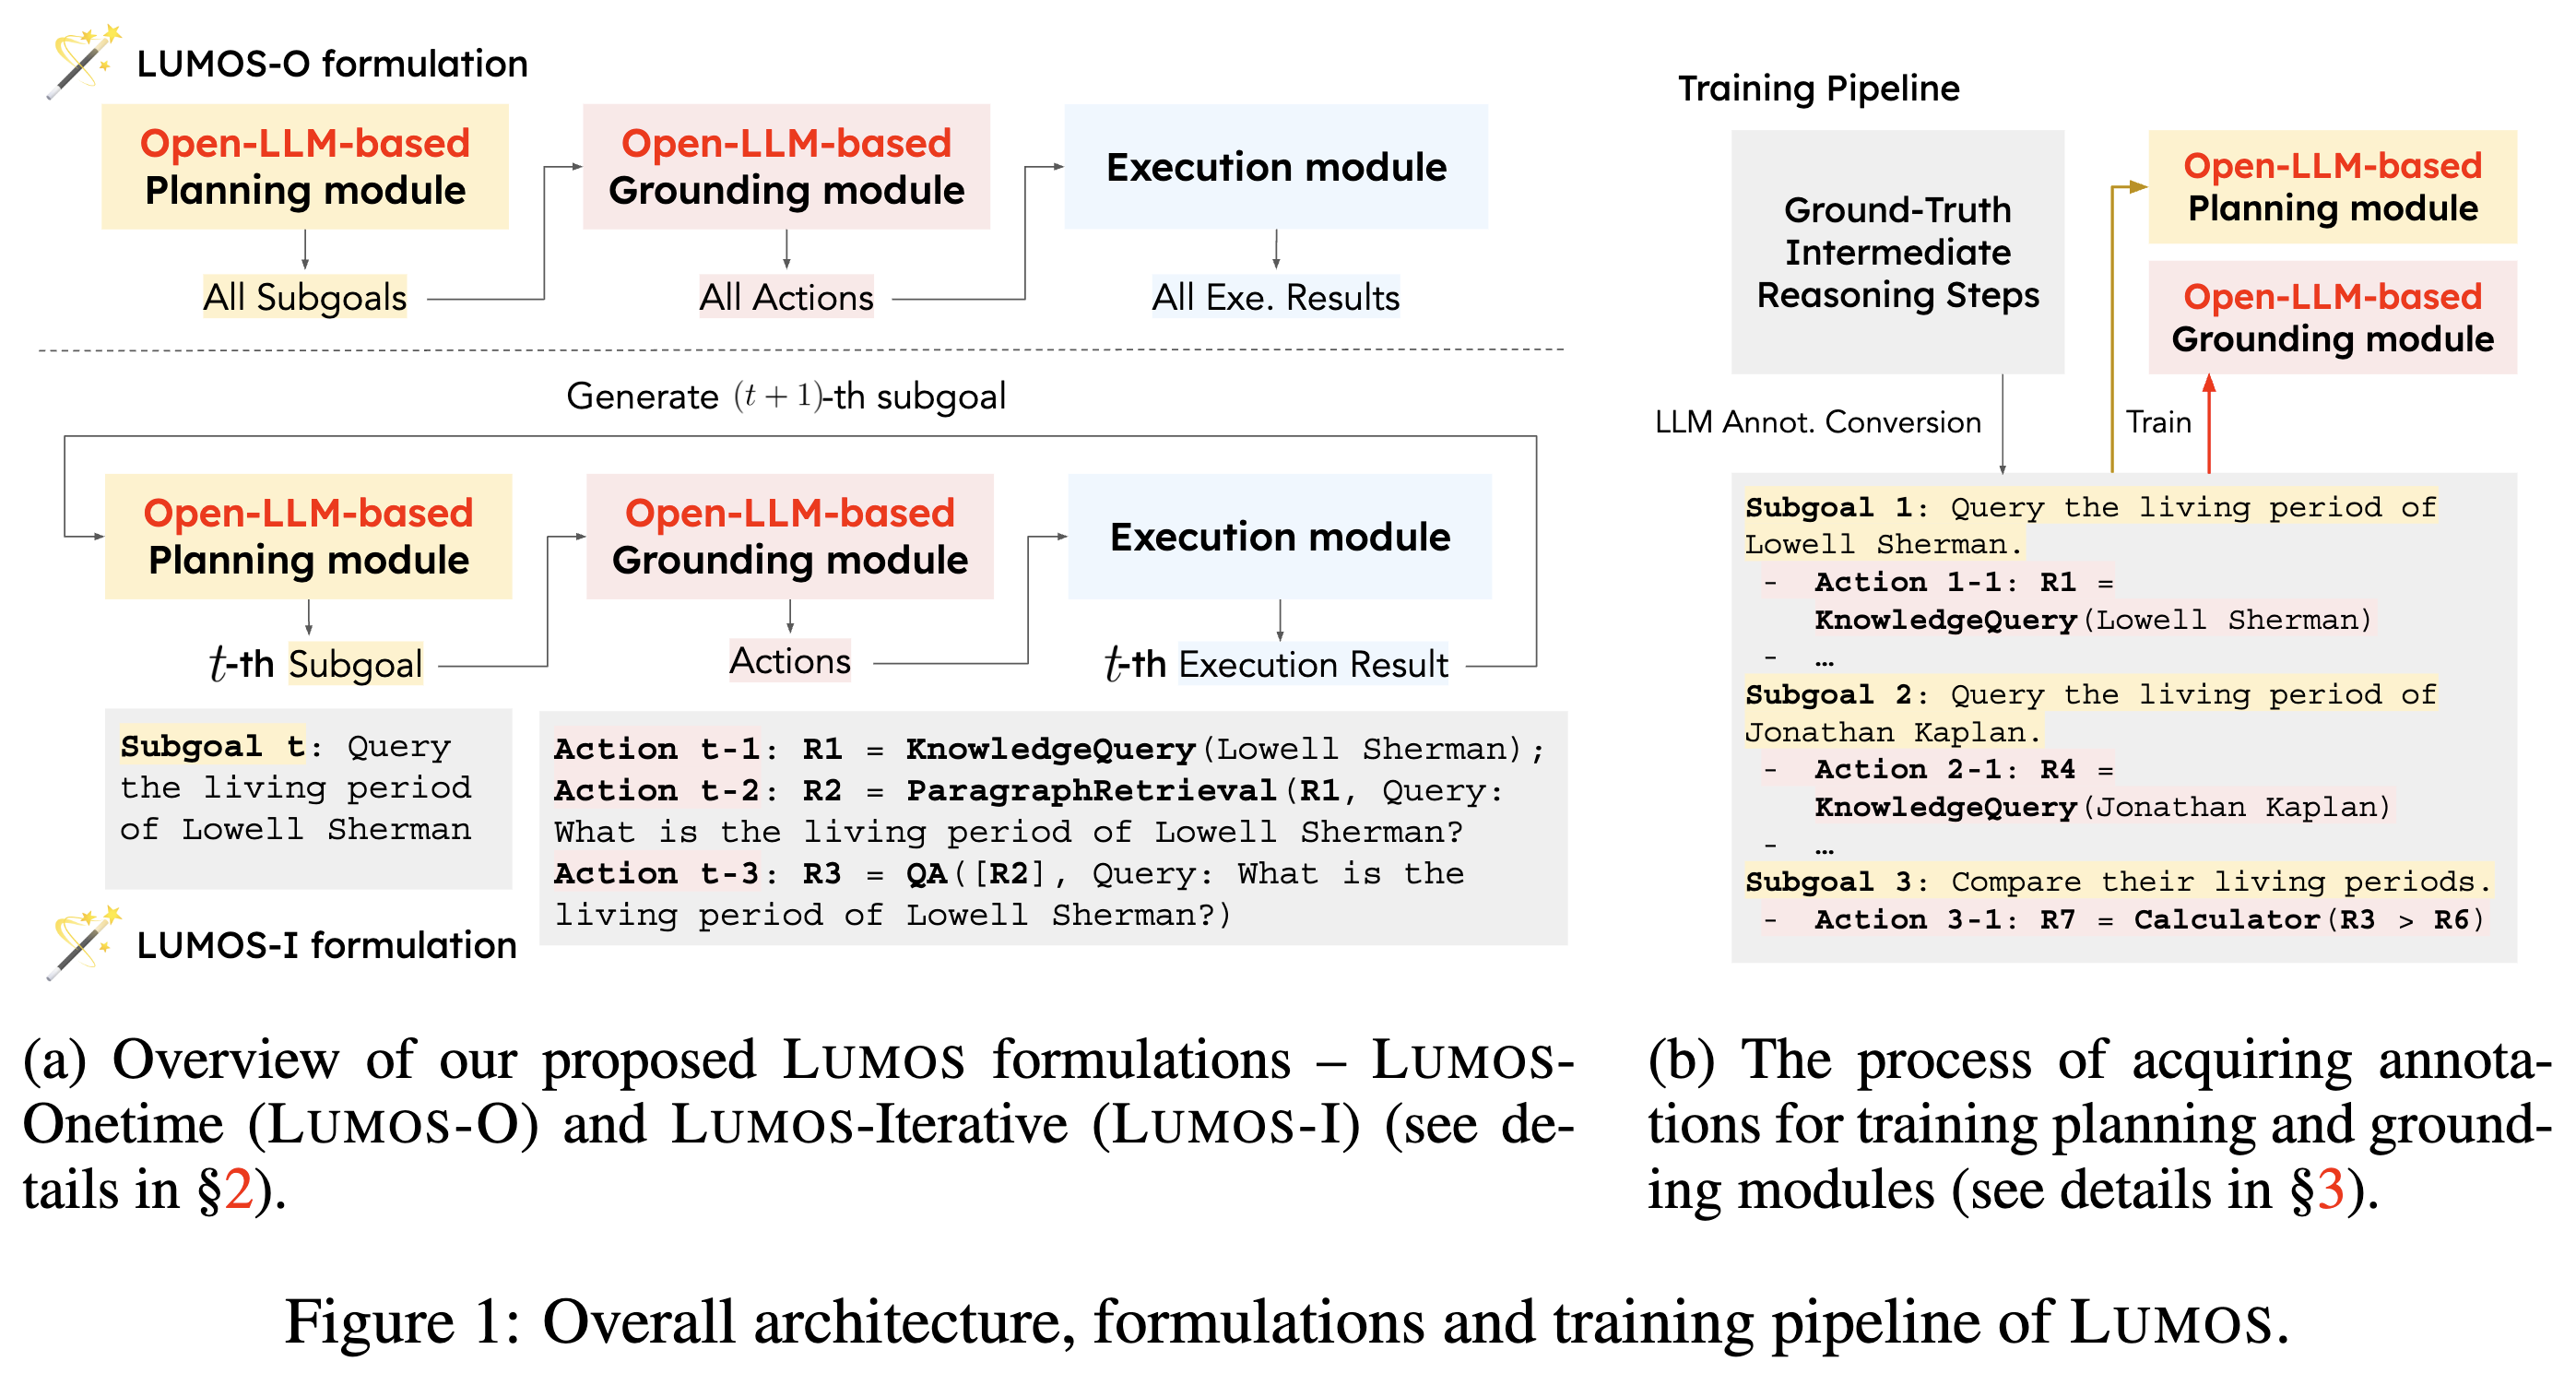 LUMOS-O formulation
Open-LLM-based
Planning module
Open-LLM-based
Grounding module
Execution module
All Subgoals
All Actions
All Exe. Results
Generate (t + 1)-th subgoal
Open-LLM-based
Planning module
Open-LLM-based
Grounding module
Execution module
t-th Subgoal
Actions
t-th Execution Result
Subgoal t: Query
the living period
of Lowell Sherman
Action t-1: R1 = KnowledgeQuery(Lowell Sherman);
Action t-2: R2 = ParagraphRetrieval(R1, Query:
What is the living period of Lowell Sherman?
Action t-3: R3 = QA([R2], Query: What is the
living period of Lowell Sherman?)
LUMOS-I formulation
(a) Overview of our proposed LUMOS formulations – LUMOS-
Onetime (LUMOS-O) and LUMOS-Iterative (LUMOS-I) (see de-
tails in §2).
Training Pipeline
Ground-Truth
Intermediate
Reasoning Steps
Open-LLM-based
Planning module
Open-LLM-based
Grounding module
LLM Annot. Conversion
Train
Subgoal 1: Query the living period of
Lowell Sherman.
- Action 1-1: R1 =
KnowledgeQuery(Lowell Sherman)
- …
Subgoal 2: Query the living period of
Jonathan Kaplan.
- Action 2-1: R4 =
KnowledgeQuery(Jonathan Kaplan)
- …
Subgoal 3: Compare their living periods.
- Action 3-1: R7 = Calculator(R3 > R6)
(b) The process of acquiring annota-
tions for training planning and ground-
ing modules (see details in §3).
Figure 1: Overall architecture, formulations and training pipeline of LUMOS.